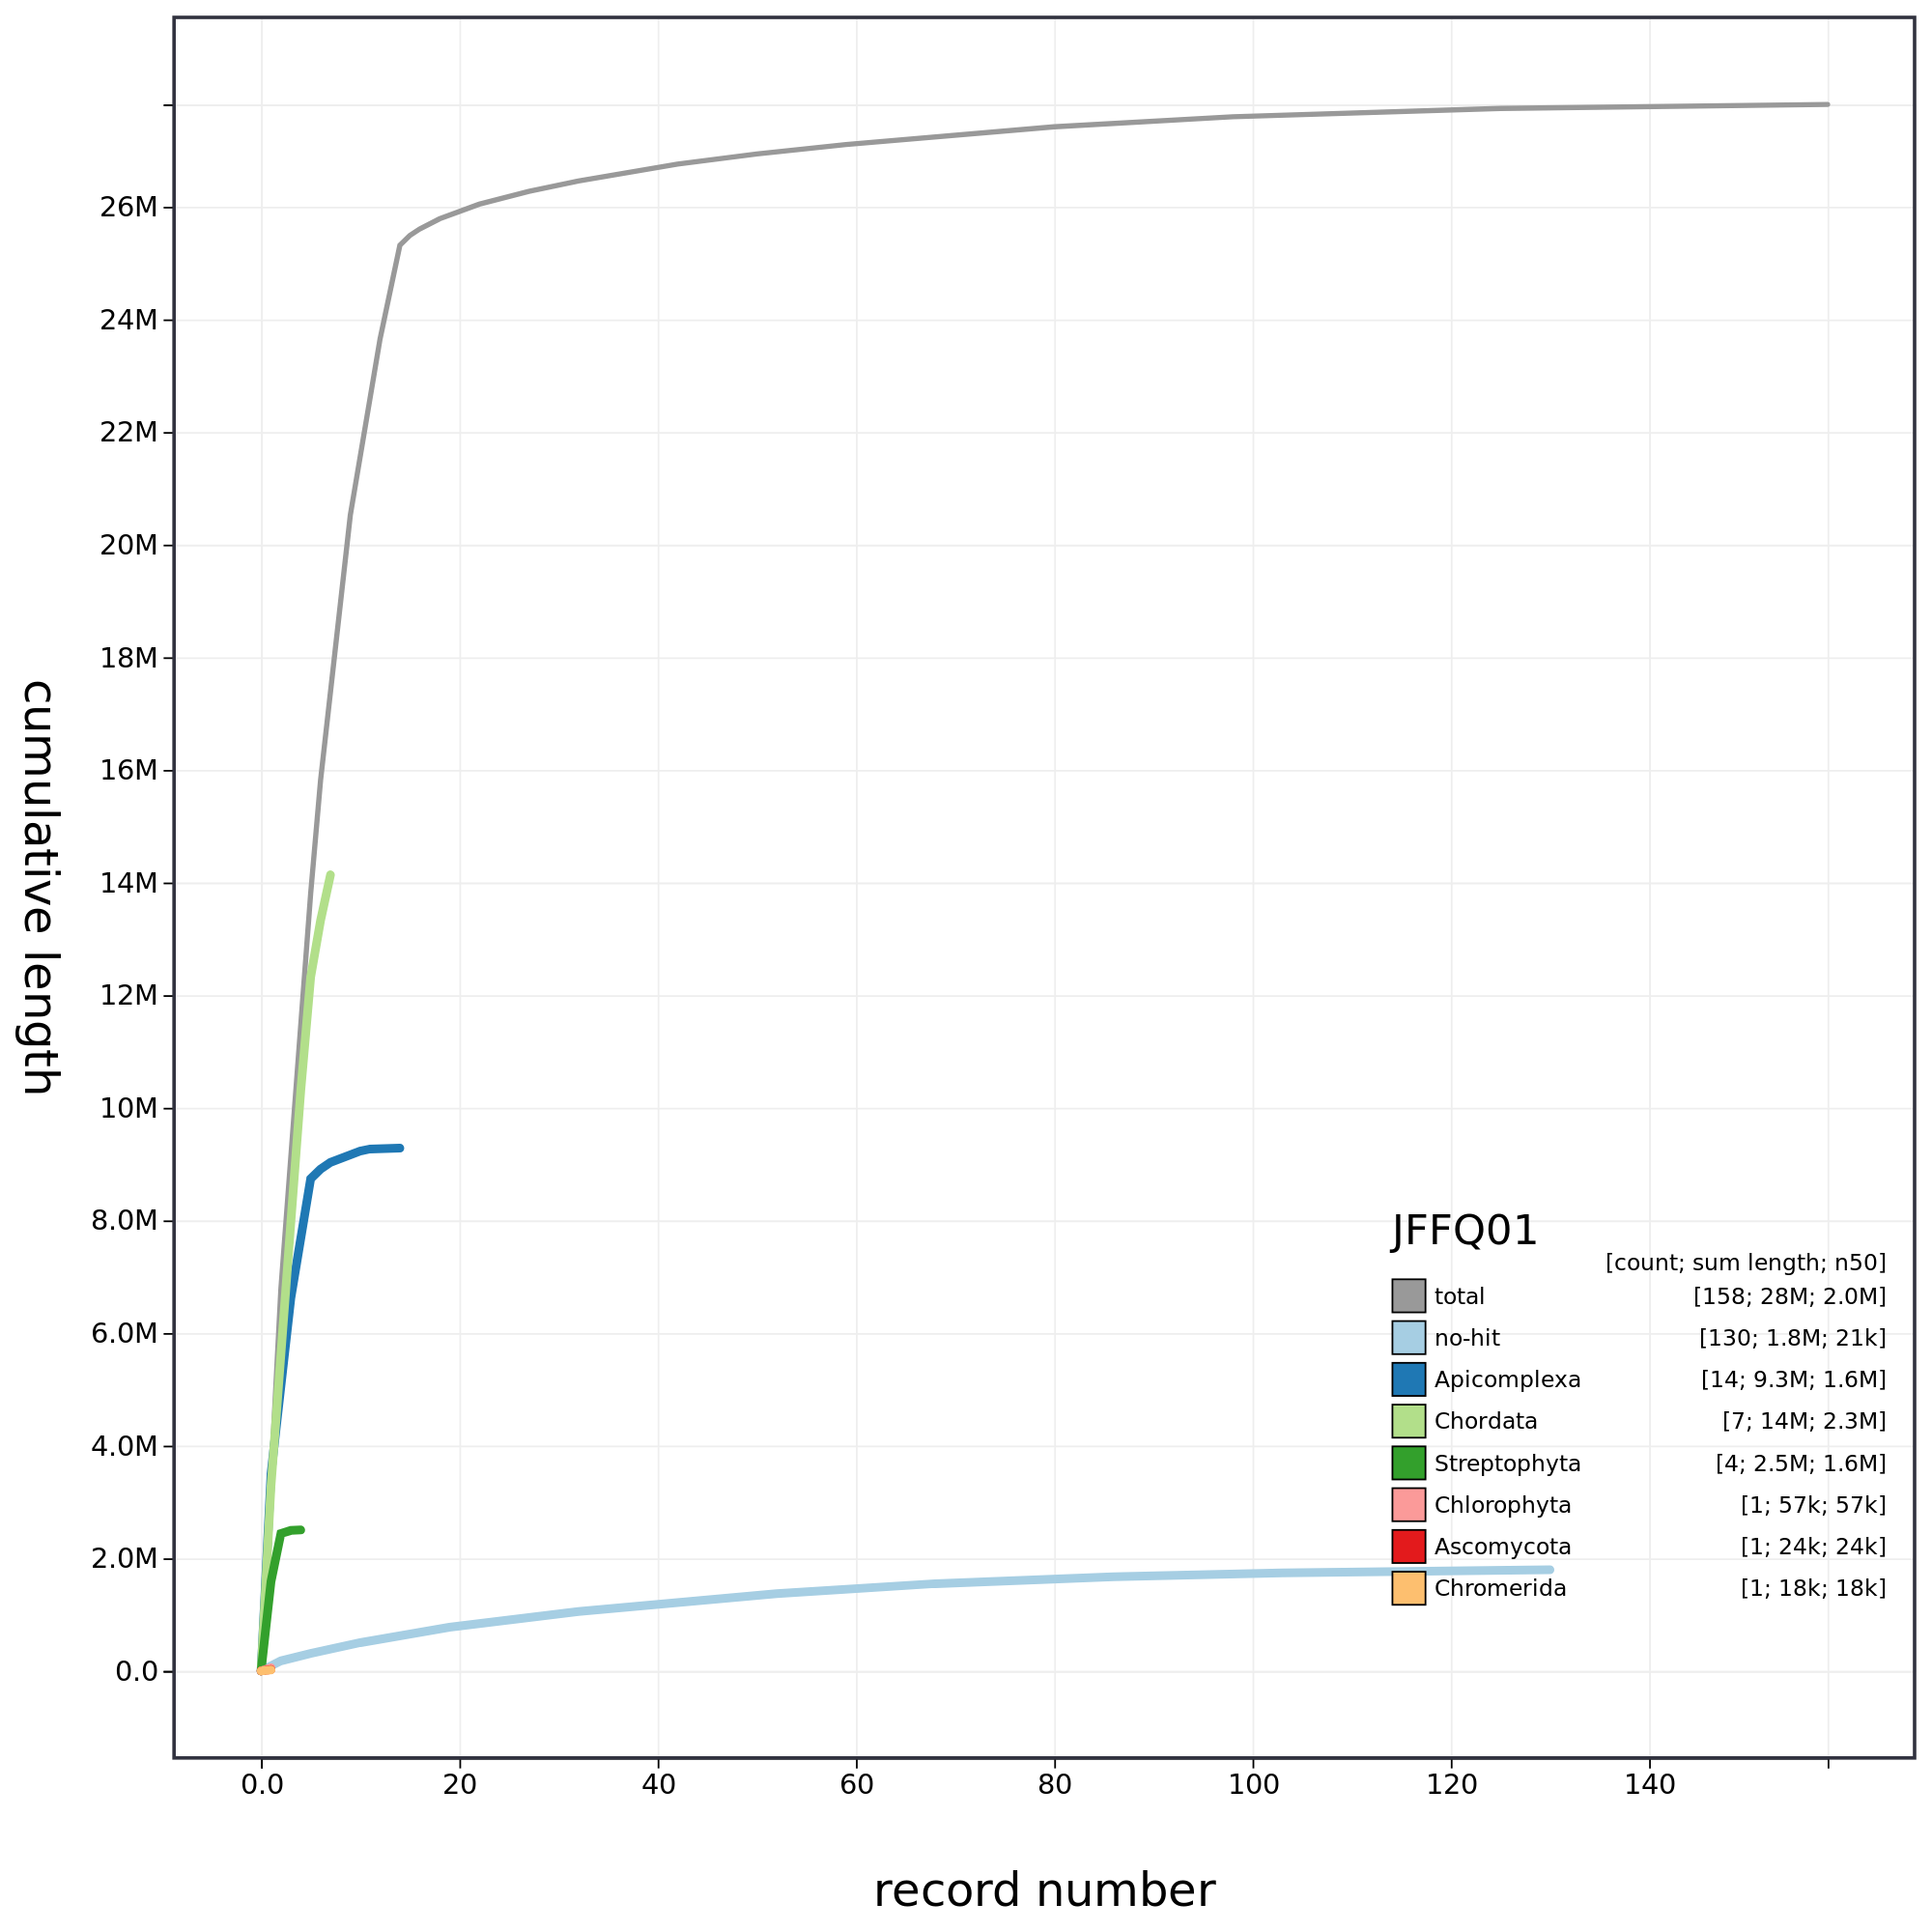 cumulative length
26M
24M
22M
20M
18M
16M
14M
12M
10M
8.0M
6.0M
4.0M
2.0M
0.0
JFFQ01
[count; sum length; n50]
total [158; 28M; 2.0M]
no-hit [130; 1.8M; 21k]
Apicomplexa [14; 9.3M; 1.6M]
Chordata [7; 14M; 2.3M]
Streptophyta [4; 2.5M; 1.6M]
Chlorophyta [1; 57k; 57k]
Ascomycota [1; 24k; 24k]
Chromerida [1; 18k; 18k]
0.0 20 40 60 80 100 120 140
record number